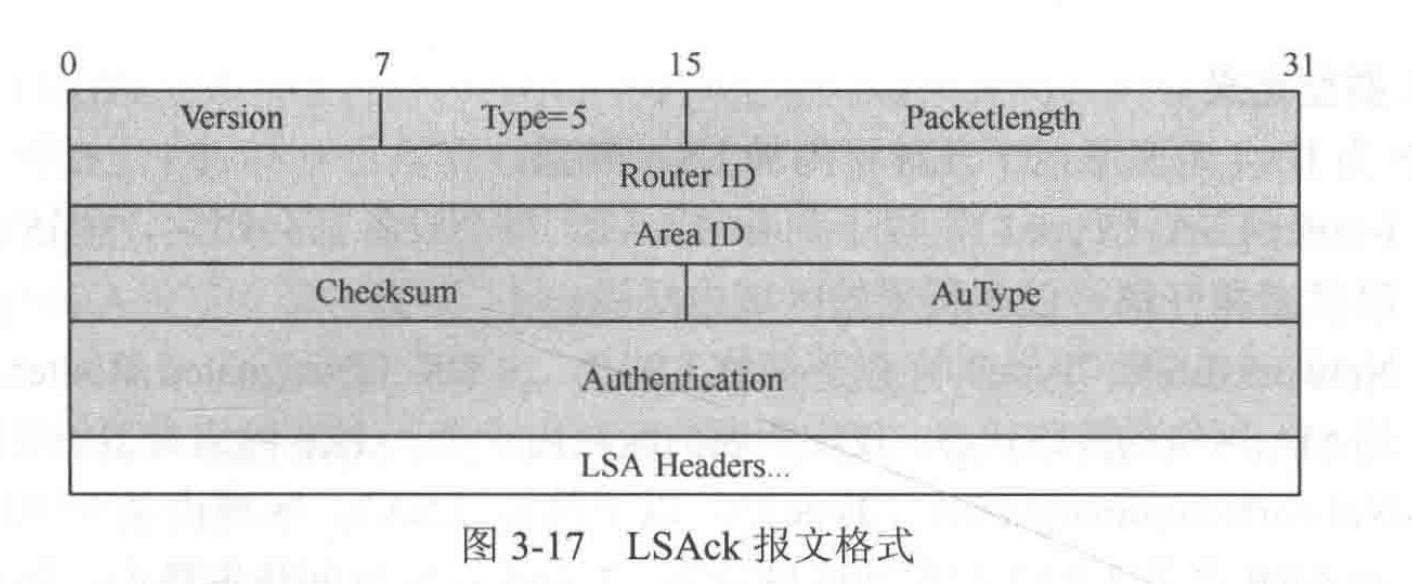 0 7 15 31
Version Type=5 Packetlength
Router ID
Area ID
Checksum AuType
Authentication
LSA Headers...
图 3-17 LSAck 报文格式